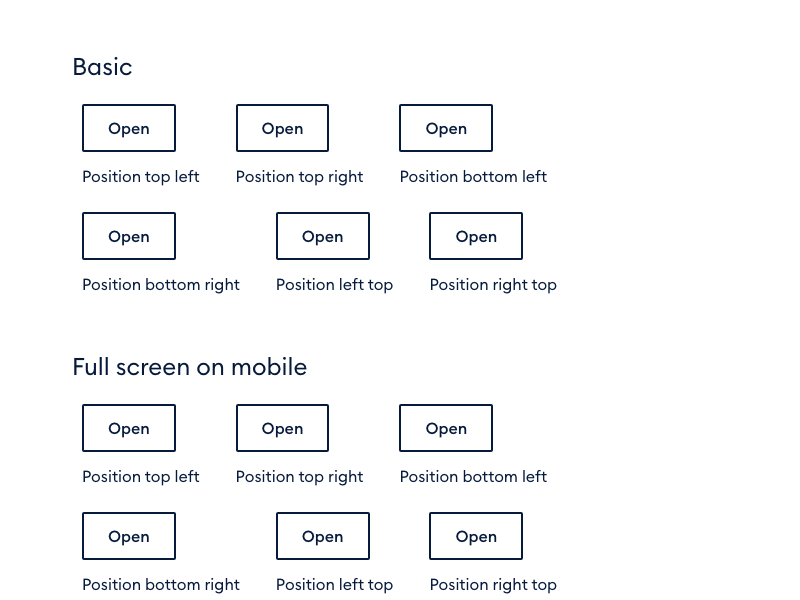 Basic
Open Open Open
Position top left Position top right Position bottom left
Open Open Open
Position bottom right Position left top Position right top
Full screen on mobile
Open Open Open
Position top left Position top right Position bottom left
Open Open Open
Position bottom right Position left top Position right top